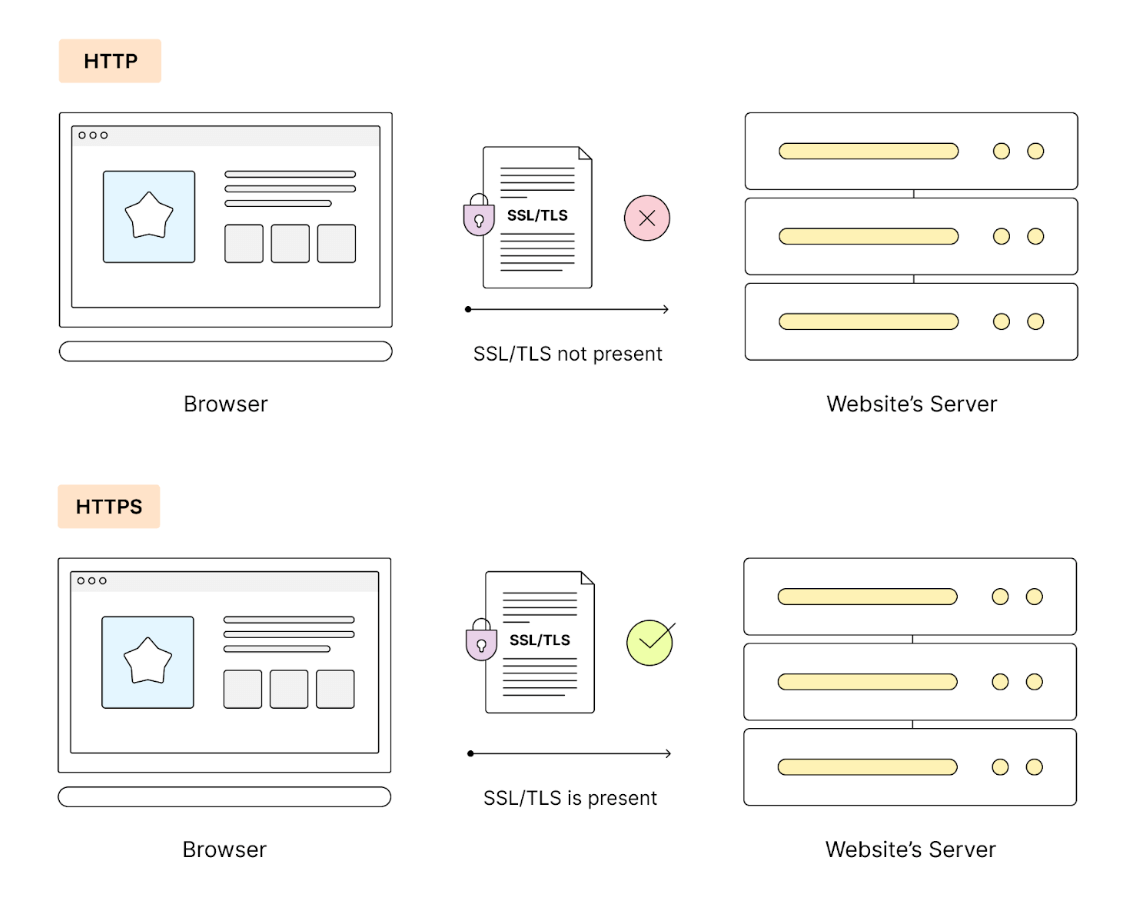 HTTP
SSL/TLS
SSL/TLS not present
Browser
Website’s Server
HTTPS
SSL/TLS
SSL/TLS is present
Browser
Website’s Server